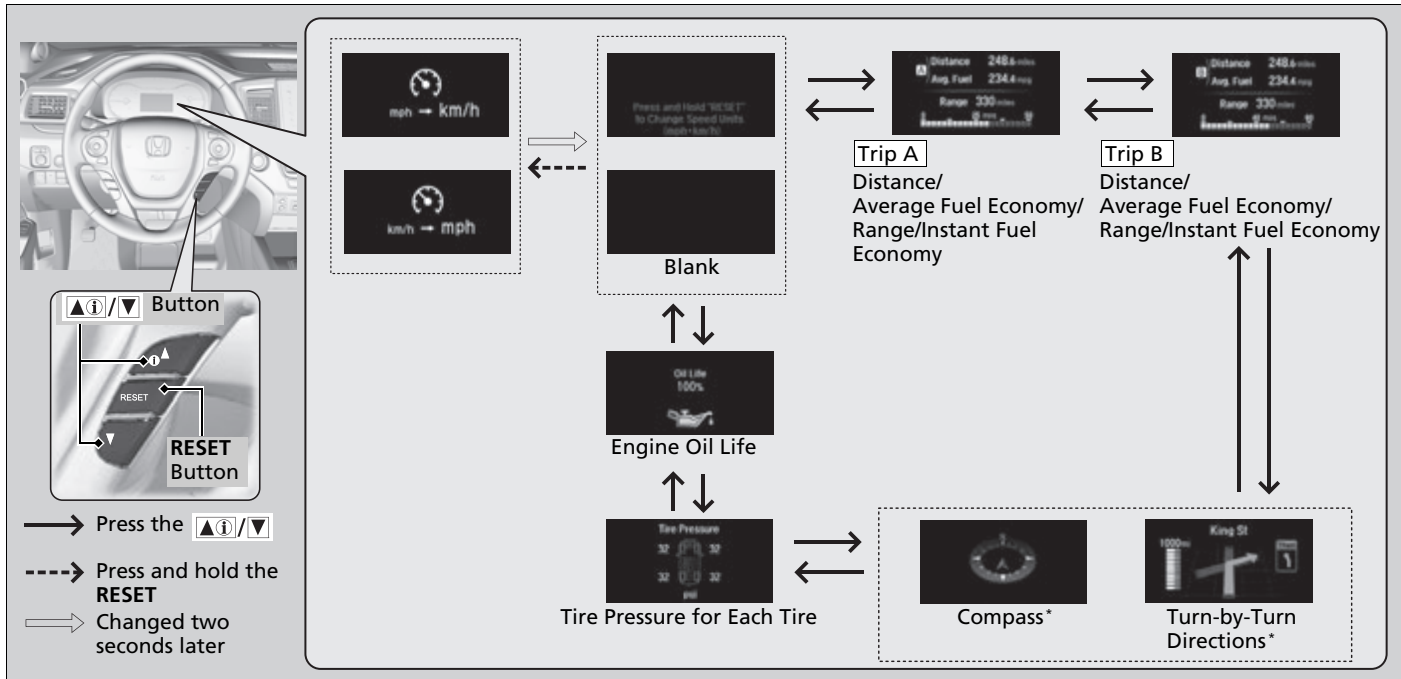 mph → km/h
km/h → mph
Press and Hold "RESET"
to Change Speed Units
(mph↔km/h)
Blank
Distance 248.6 miles
A
Avg. Fuel 234.4 mpg
Range 330 miles
Trip A
Distance/
Average Fuel Economy/
Range/Instant Fuel
Economy
Distance 248.6 miles
B
Avg. Fuel 234.4 mpg
Range 330 miles
Trip B
Distance/
Average Fuel Economy/
Range/Instant Fuel Economy
▲ⓘ/▼ Button
RESET
RESET
Button
Press the ▲ⓘ/▼
Press and hold the
RESET
Changed two
seconds later
Oil Life
100%
Engine Oil Life
Tire Pressure
32 32
32 32
psi
Tire Pressure for Each Tire
Compass*
King St
Turn-by-Turn
Directions*